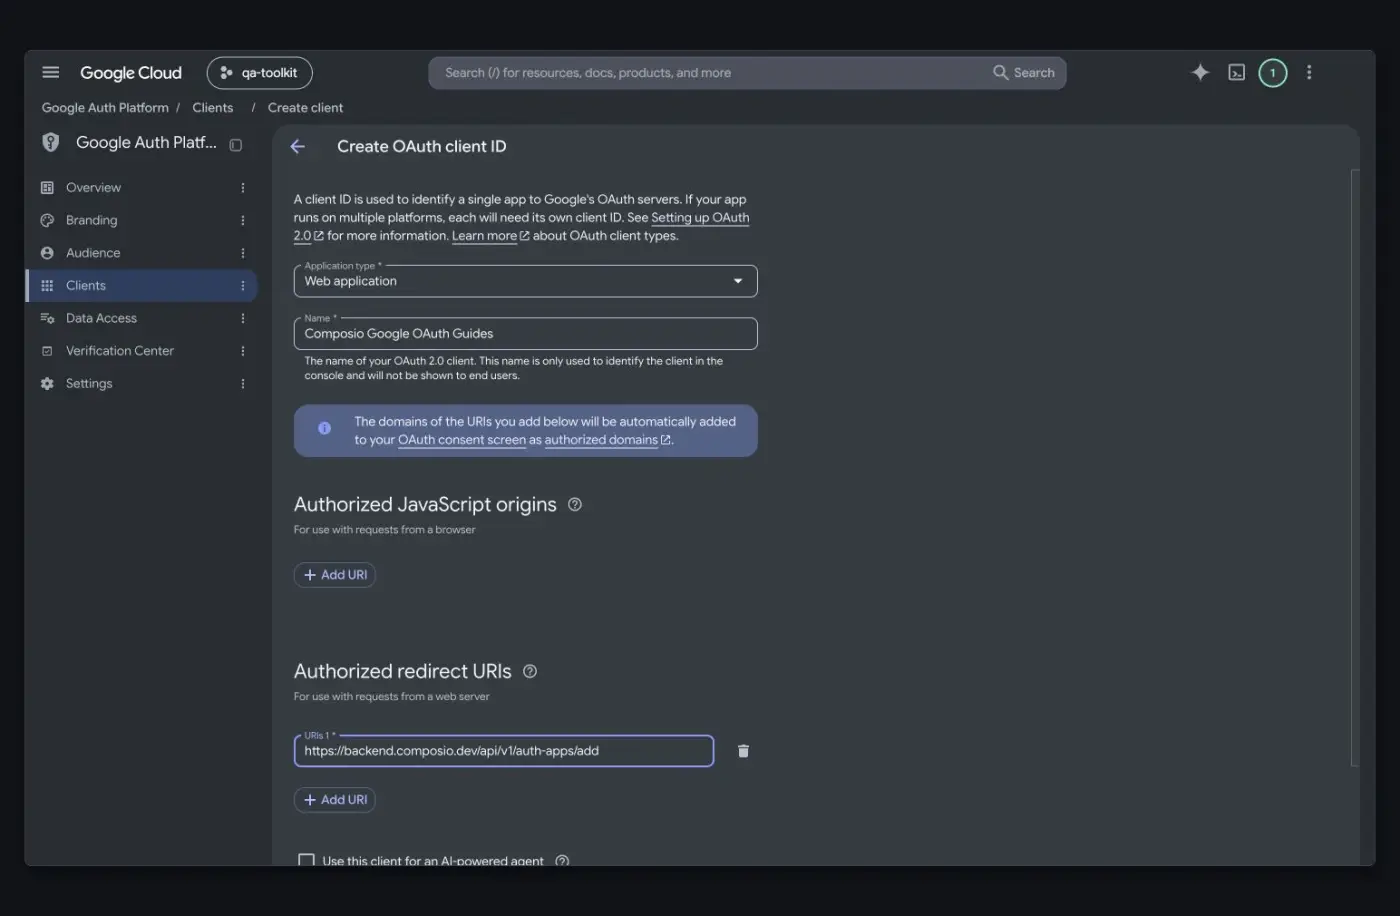 Google Cloud
qa-toolkit
Search (/) for resources, docs, products, and more
Search
1
Google Auth Platform / Clients / Create client
Google Auth Platf...
Overview
Branding
Audience
Clients
Data Access
Verification Center
Settings
Create OAuth client ID
A client ID is used to identify a single app to Google's OAuth servers. If your app
runs on multiple platforms, each will need its own client ID. See Setting up OAuth
2.0 for more information. Learn more about OAuth client types.
Application type *
Web application
Name *
Composio Google OAuth Guides
The name of your OAuth 2.0 client. This name is only used to identify the client in the
console and will not be shown to end users.
The domains of the URIs you add below will be automatically added
to your OAuth consent screen as authorized domains.
Authorized JavaScript origins
For use with requests from a browser
+ Add URI
Authorized redirect URIs
For use with requests from a web server
URIs 1 *
https://backend.composio.dev/api/v1/auth-apps/add
+ Add URI
Use this client for an AI-powered agent